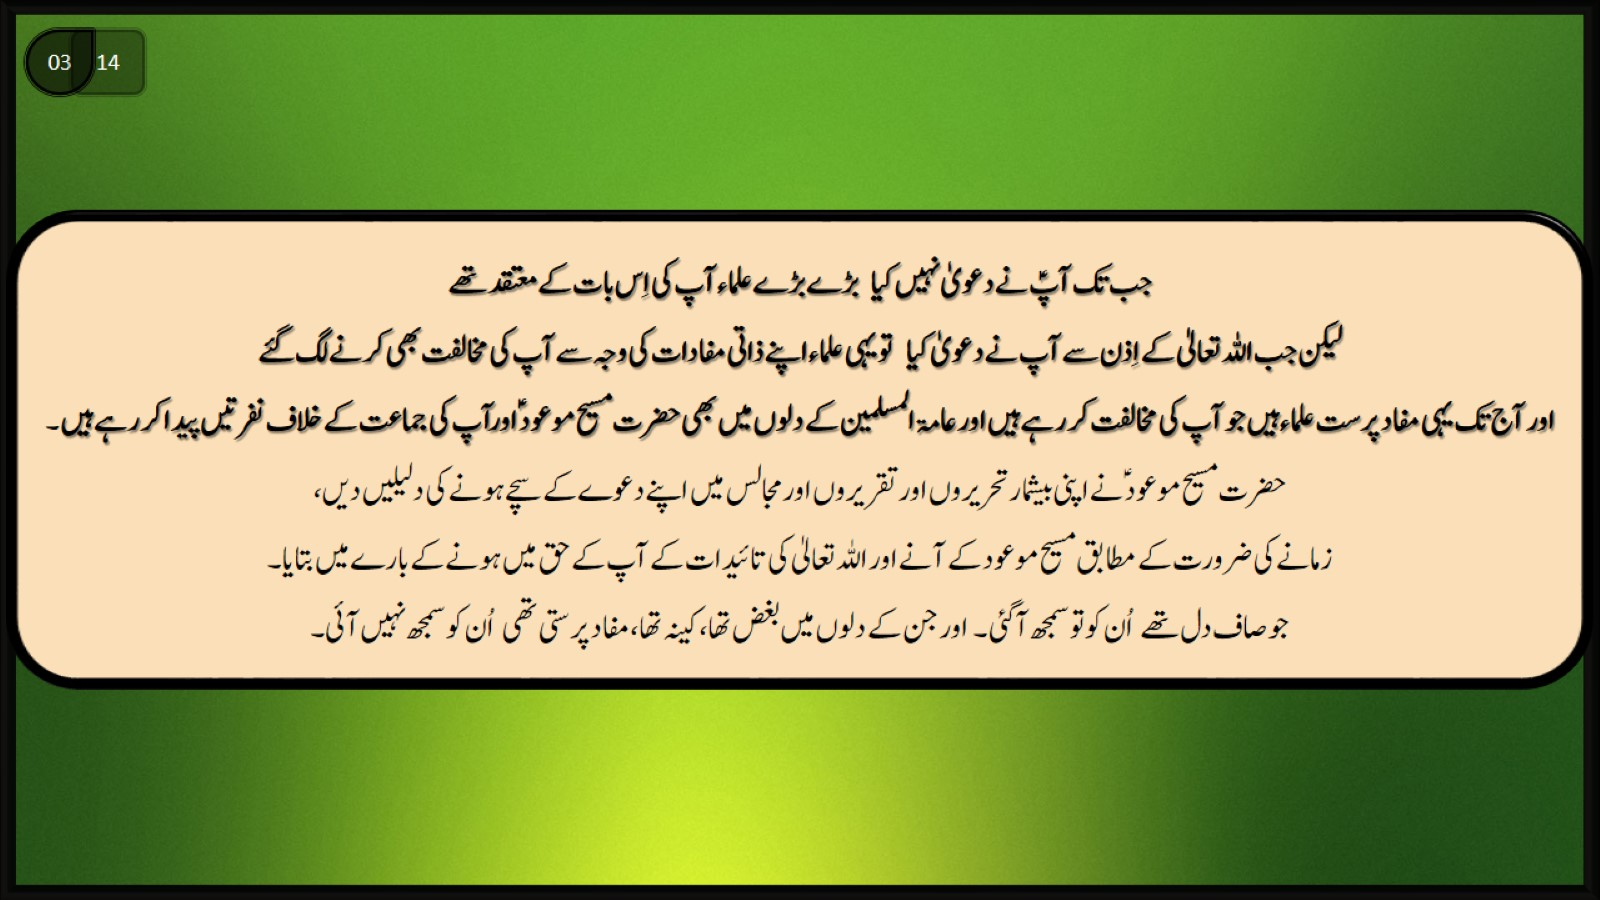 03 14
جب تک آپؑ نے دعویٰ نہیں کیا بڑے بڑے علماء آپ کی اِس بات کے معتقد تھے
لیکن جب اللہ تعالیٰ کے اِذن سے آپ نے دعویٰ کیا تو یہی علماء اپنے ذاتی مفادات کی وجہ سے آپ کی مخالفت بھی کرنے لگ گئے
اور آج تک یہی مفاد پرست علماء ہیں جو آپ کی مخالفت کر رہے ہیں اور عامۃ المسلمین کے دلوں میں بھی حضرت مسیح موعودؑ اور آپ کی جماعت کے خلاف نفرتیں پیدا کر رہے ہیں۔
حضرت مسیح موعودؑ نے اپنی بیشمار تحریروں اور تقریروں اور مجالس میں اپنے دعوے کے سچے ہونے کی دلیلیں دیں،
زمانے کی ضرورت کے مطابق مسیح موعود کے آنے اور اللہ تعالیٰ کی تائیدات کے آپ کے حق میں ہونے کے بارے میں بتایا۔
جو صاف دل تھے اُن کو تو سمجھ آگئی۔ اور جن کے دلوں میں بغض تھا، کینہ تھا، مفاد پرستی تھی اُن کو سمجھ نہیں آئی۔